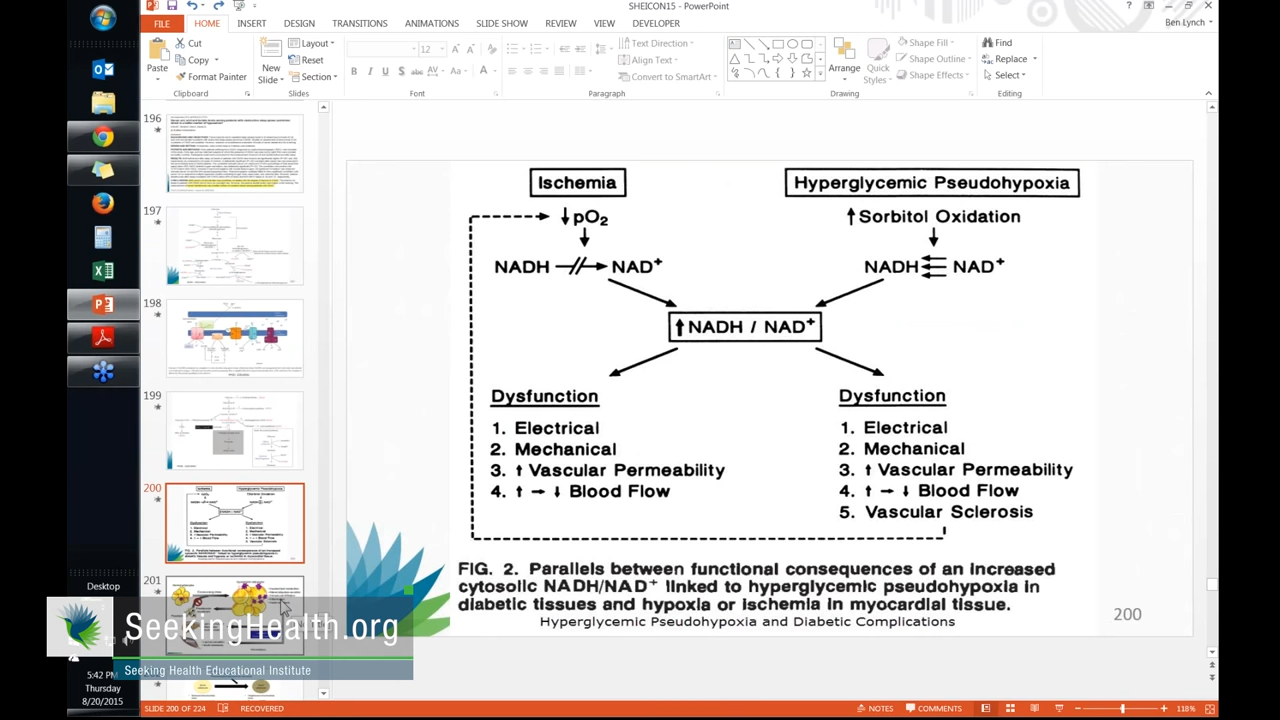 SHEICON15 - PowerPoint
FILE HOME INSERT DESIGN TRANSITIONS ANIMATIONS SLIDE SHOW REVIEW VIEW DEVELOPER
Ben Lynch
Paste
Cut
Copy
Format Painter
Clipboard
New
Slide
Layout
Reset
Section
Slides
12
Font
Text Direction
Align Text
Convert to SmartArt
Paragraph
Arrange
Quick
Styles
Shape Fill
Shape Outline
Shape Effects
Drawing
Find
Replace
Select
Editing
196
197
198
199
200
201
Ischemia
Hyperglycemic Pseudohypoxia
↓ pO₂
↑ Sorbitol Oxidation
NADH NAD⁺
NADH NAD⁺
↑ NADH / NAD⁺
Dysfunction
1. Electrical
2. Mechanical
3. ↑ Vascular Permeability
4. ↑ → ↓ Blood Flow
Dysfunction
1. Electrical
2. Mechanical
3. ↑ Vascular Permeability
4. ↑ → ↓ Blood Flow
5. Vascular Sclerosis
FIG. 2. Parallels between functional consequences of an increased
cytosolic NADH/NAD⁺ linked to hyperglycemic pseudohypoxia in
diabetic tissues and hypoxia or ischemia in myocardial tissue.
Hyperglycemic Pseudohypoxia and Diabetic Complications
200
Desktop
SeekingHealth.org
Seeking Health Educational Institute
5:42 PM
Thursday
8/20/2015
SLIDE 200 OF 224 RECOVERED
NOTES COMMENTS 118%